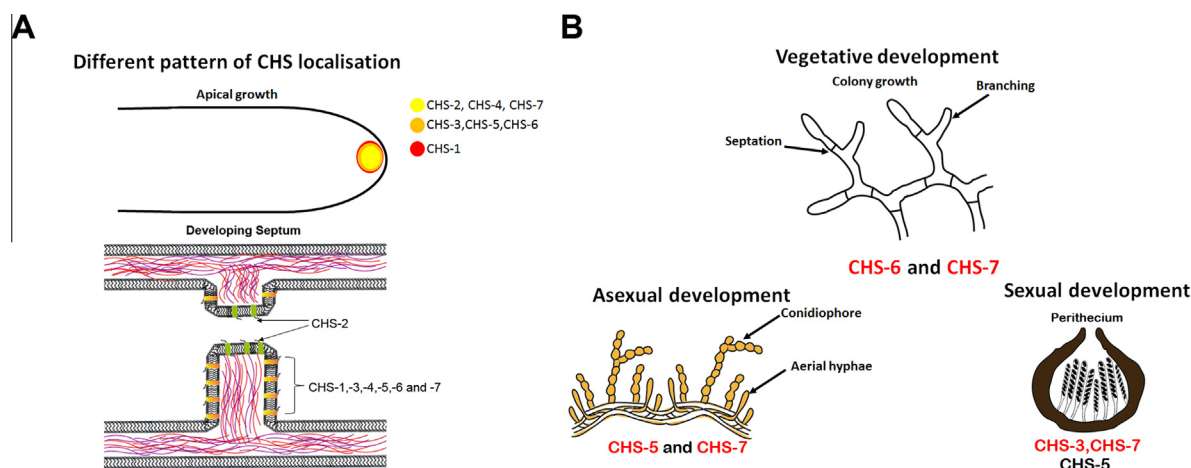 A
Different pattern of CHS localisation
Apical growth
CHS-2, CHS-4, CHS-7
CHS-3,CHS-5,CHS-6
CHS-1
Developing Septum
CHS-2
CHS-1,-3,-4,-5,-6 and -7
B
Vegetative development
Colony growth
Branching
Septation
CHS-6 and CHS-7
Asexual development
Conidiophore
Aerial hyphae
CHS-5 and CHS-7
Sexual development
Perithecium
CHS-3,CHS-7
CHS-5